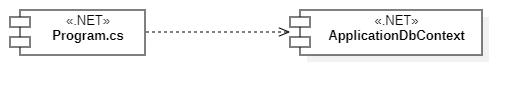 «.NET»
Program.cs
«.NET»
ApplicationDbContext